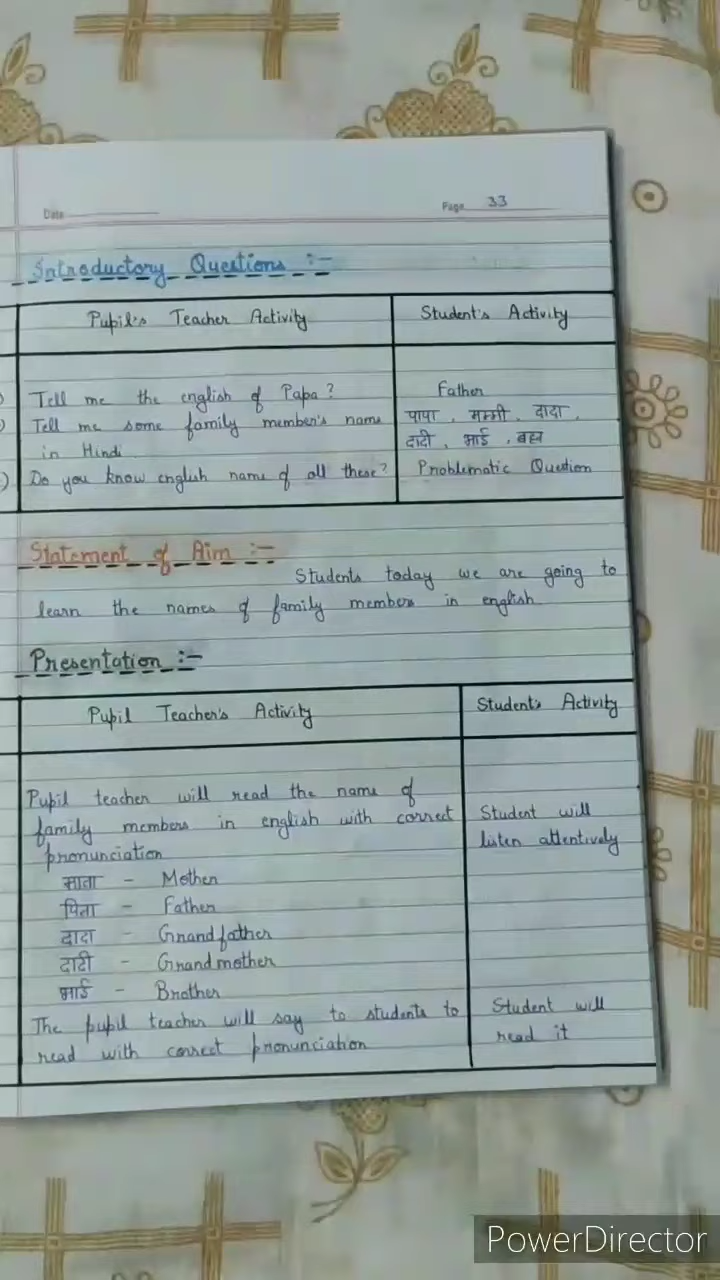 Date
Page 33
Introductory Questions :-
Pupil's Teacher Activity
Student's Activity
Tell me the english of Papa?
Father
Tell me some family member's name
in Hindi
पापा, मम्मी, दादा,
दादी, भाई, बहन
Do you know english name of all these?
Problematic Question
Statement of Aim :-
Students today we are going to
learn the names of family members in english
Presentation :-
Pupil Teacher's Activity
Student's Activity
Pupil teacher will read the name of
family members in english with correct
pronunciation
Student will
listen attentively
माता - Mother
पिता - Father
दादा - Grandfather
दादी - Grandmother
भाई - Brother
The pupil teacher will say to students to
read with correct pronunciation
Student will
read it
PowerDirector